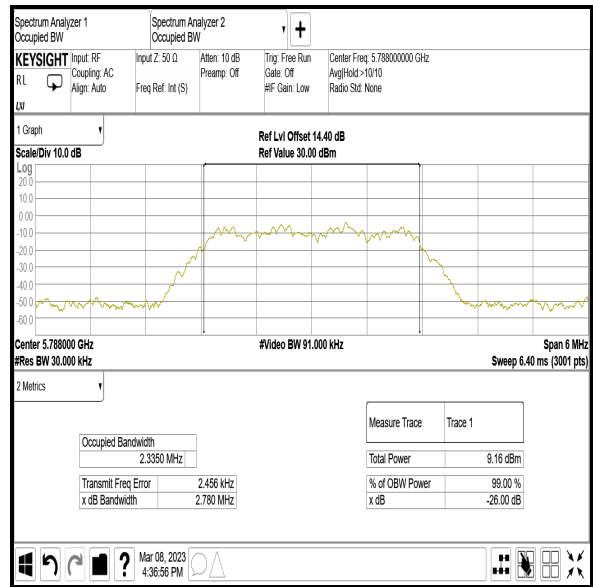 Spectrum Analyzer 1
Occupied BW
Spectrum Analyzer 2
Occupied BW
+
KEYSIGHT
RL
LXI
Input: RF
Coupling: AC
Align: Auto
Input Z: 50 Ω
Freq Ref: Int (S)
Atten: 10 dB
Preamp: Off
Trig: Free Run
Gate: Off
#IF Gain: Low
Center Freq: 5.788000000 GHz
Avg|Hold:>10/10
Radio Std: None
1 Graph
Scale/Div 10.0 dB
Ref Lvl Offset 14.40 dB
Ref Value 30.00 dBm
Log
20.0
10.0
0.00
-10.0
-20.0
-30.0
-40.0
-50.0
-60.0
Center 5.788000 GHz
#Res BW 30.000 kHz
#Video BW 91.000 kHz
Span 6 MHz
Sweep 6.40 ms (3001 pts)
2 Metrics
Occupied Bandwidth
2.3350 MHz
Transmit Freq Error 2.456 kHz
x dB Bandwidth 2.780 MHz
Measure Trace Trace 1
Total Power 9.16 dBm
% of OBW Power 99.00 %
x dB -26.00 dB
?
Mar 08, 2023
4:36:56 PM